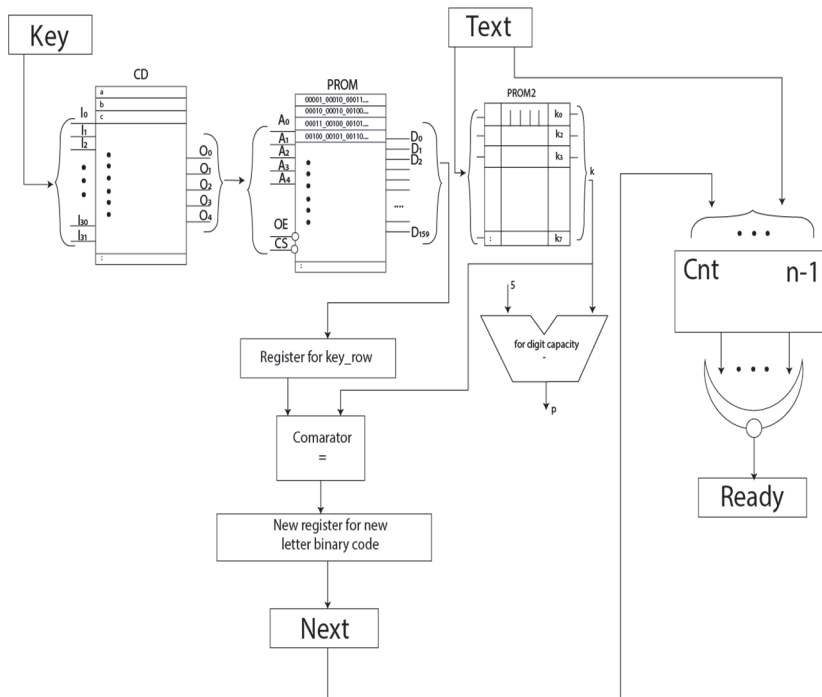 Key
Text
CD
a
b
c
:
I0
I1
I2
I30
I31
O0
O1
O2
O3
O4
PROM
00001_00010_00011...
00010_00010_00100...
00011_00100_00101...
00100_00101_00110...
:
A0
A1
A2
A3
A4
OE
CS
D0
D1
D2
....
D159
PROM2
k0
k2
k3
: k7
k
Cnt n-1
5
for digit capacity
-
p
Register for key_row
Comarator
=
New register for new
letter binary code
Next
Ready